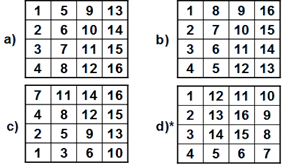 a)
1 5 9 13
2 6 10 14
3 7 11 15
4 8 12 16
b)
1 8 9 16
2 7 10 15
3 6 11 14
4 5 12 13
c)
7 11 14 16
4 8 12 15
2 5 9 13
1 3 6 10
d)*
1 12 11 10
2 13 16 9
3 14 15 8
4 5 6 7